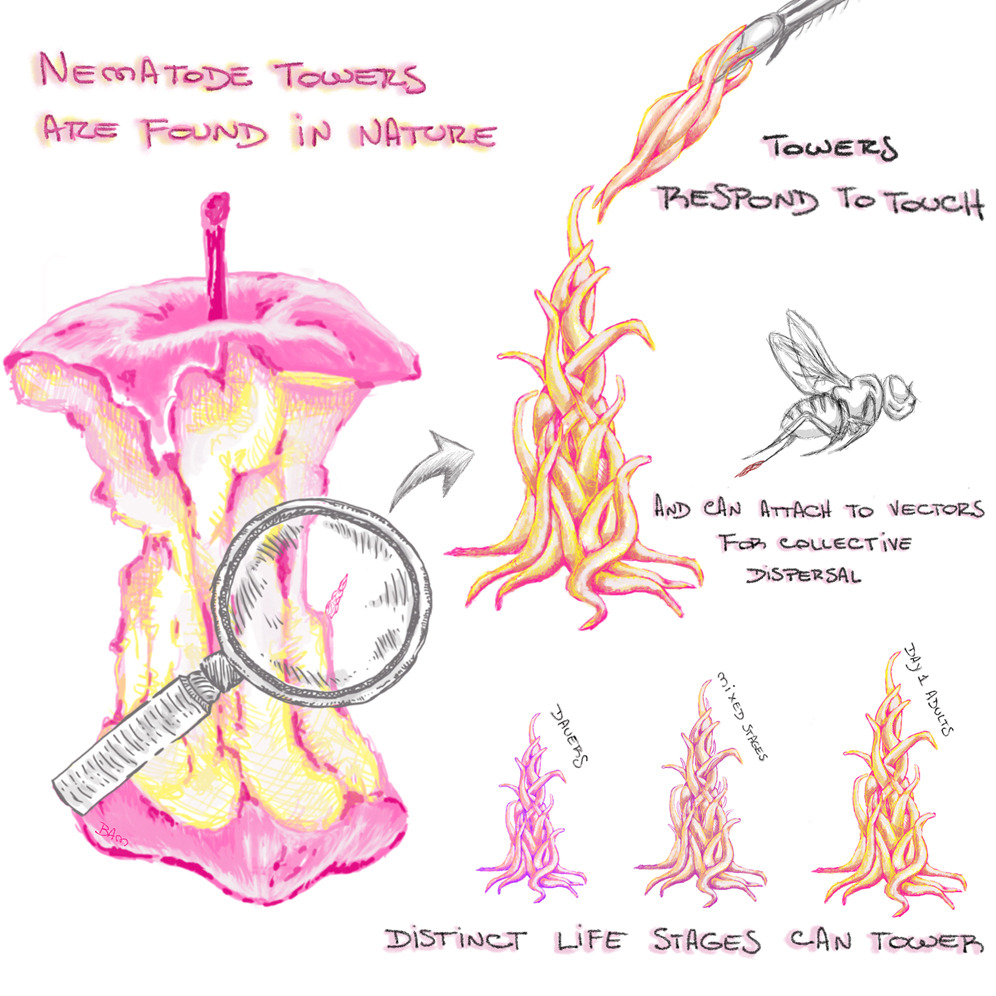 NEMATODE TOWERS
ARE FOUND IN NATURE
TOWERS
RESPOND TO TOUCH
AND CAN ATTACH TO VECTORS
FOR COLLECTIVE
DISPERSAL
DAUERS
MIXED STAGES
DAY 1 ADULTS
BAM
DISTINCT LIFE STAGES CAN TOWER